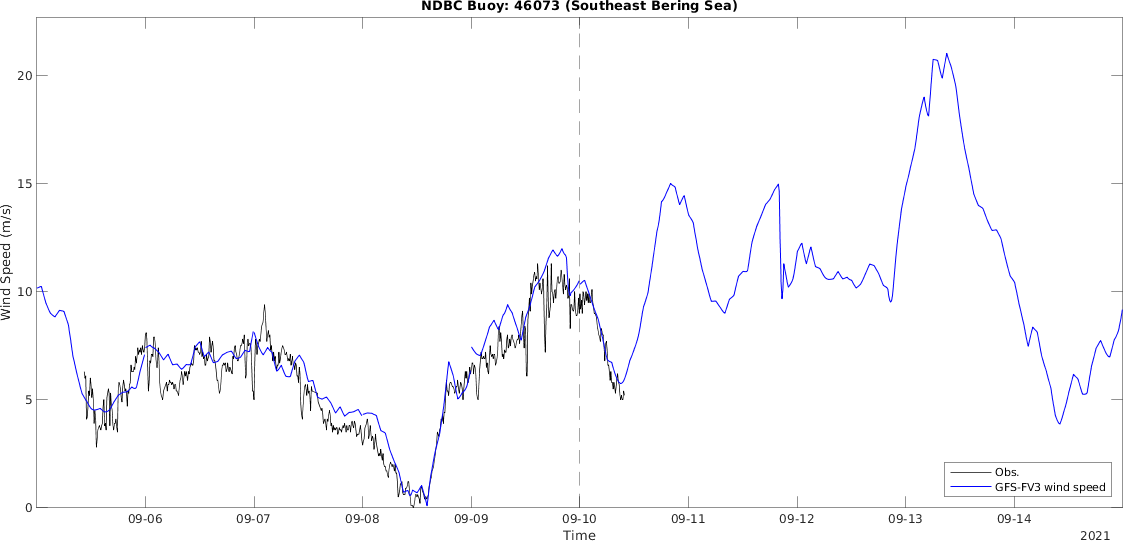 NDBC Buoy: 46073 (Southeast Bering Sea)
20
15
10
5
0
Wind Speed (m/s)
09-06 09-07 09-08 09-09 09-10 09-11 09-12 09-13 09-14
Time
2021
Obs.
GFS-FV3 wind speed